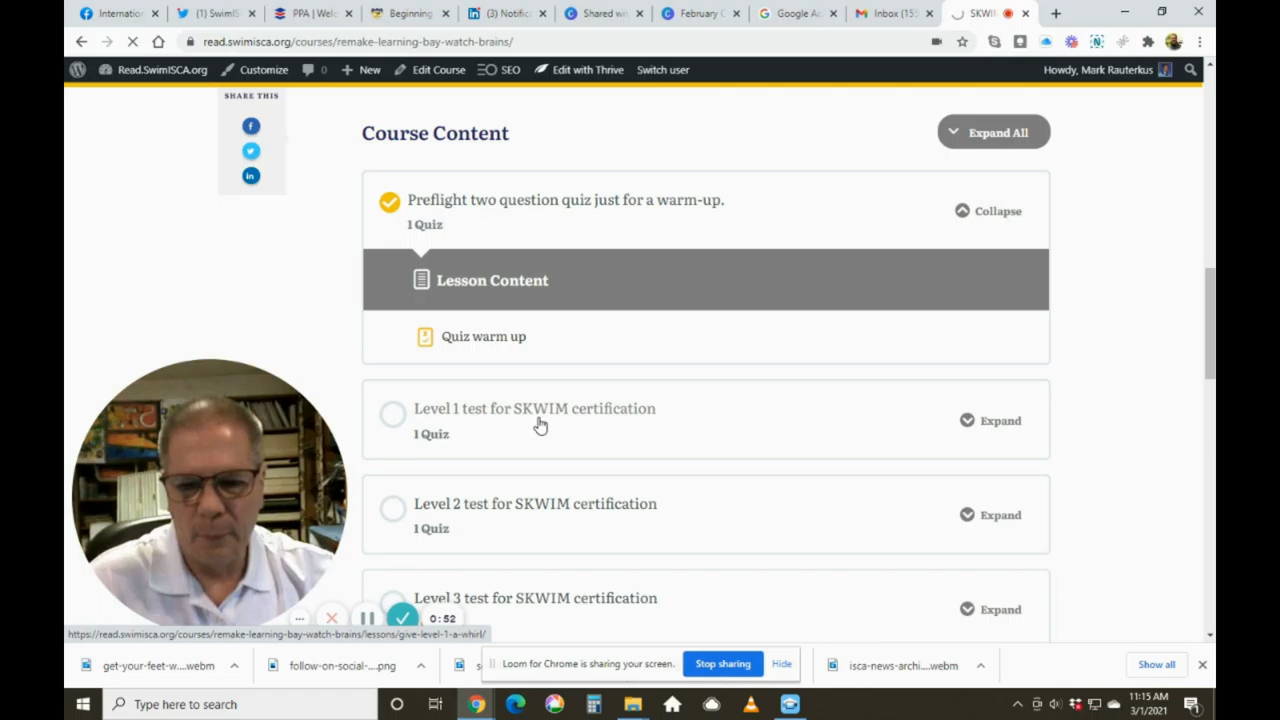 Internation
(1) SwimIS
PPA | Welc
Beginning
(3) Notific
Shared wi
February C
Google Ac
Inbox (15
SKWI
read.swimisca.org/courses/remake-learning-bay-watch-brains/
Read.SwimISCA.org Customize 0 New Edit Course SEO Edit with Thrive Switch user Howdy, Mark Rauterkus
SHARE THIS
Course Content
Expand All
Preflight two question quiz just for a warm-up.
1 Quiz
Collapse
Lesson Content
Quiz warm up
Level 1 test for SKWIM certification
1 Quiz
Expand
Level 2 test for SKWIM certification
1 Quiz
Expand
Level 3 test for SKWIM certification
Expand
0:52
https://read.swimisca.org/courses/remake-learning-bay-watch-brains/lessons/give-level-1-a-whirl/
get-your-feet-w....webm
follow-on-social-....png
Loom for Chrome is sharing your screen. Stop sharing Hide
isca-news-archi....webm
Show all
Type here to search
11:15 AM
3/1/2021